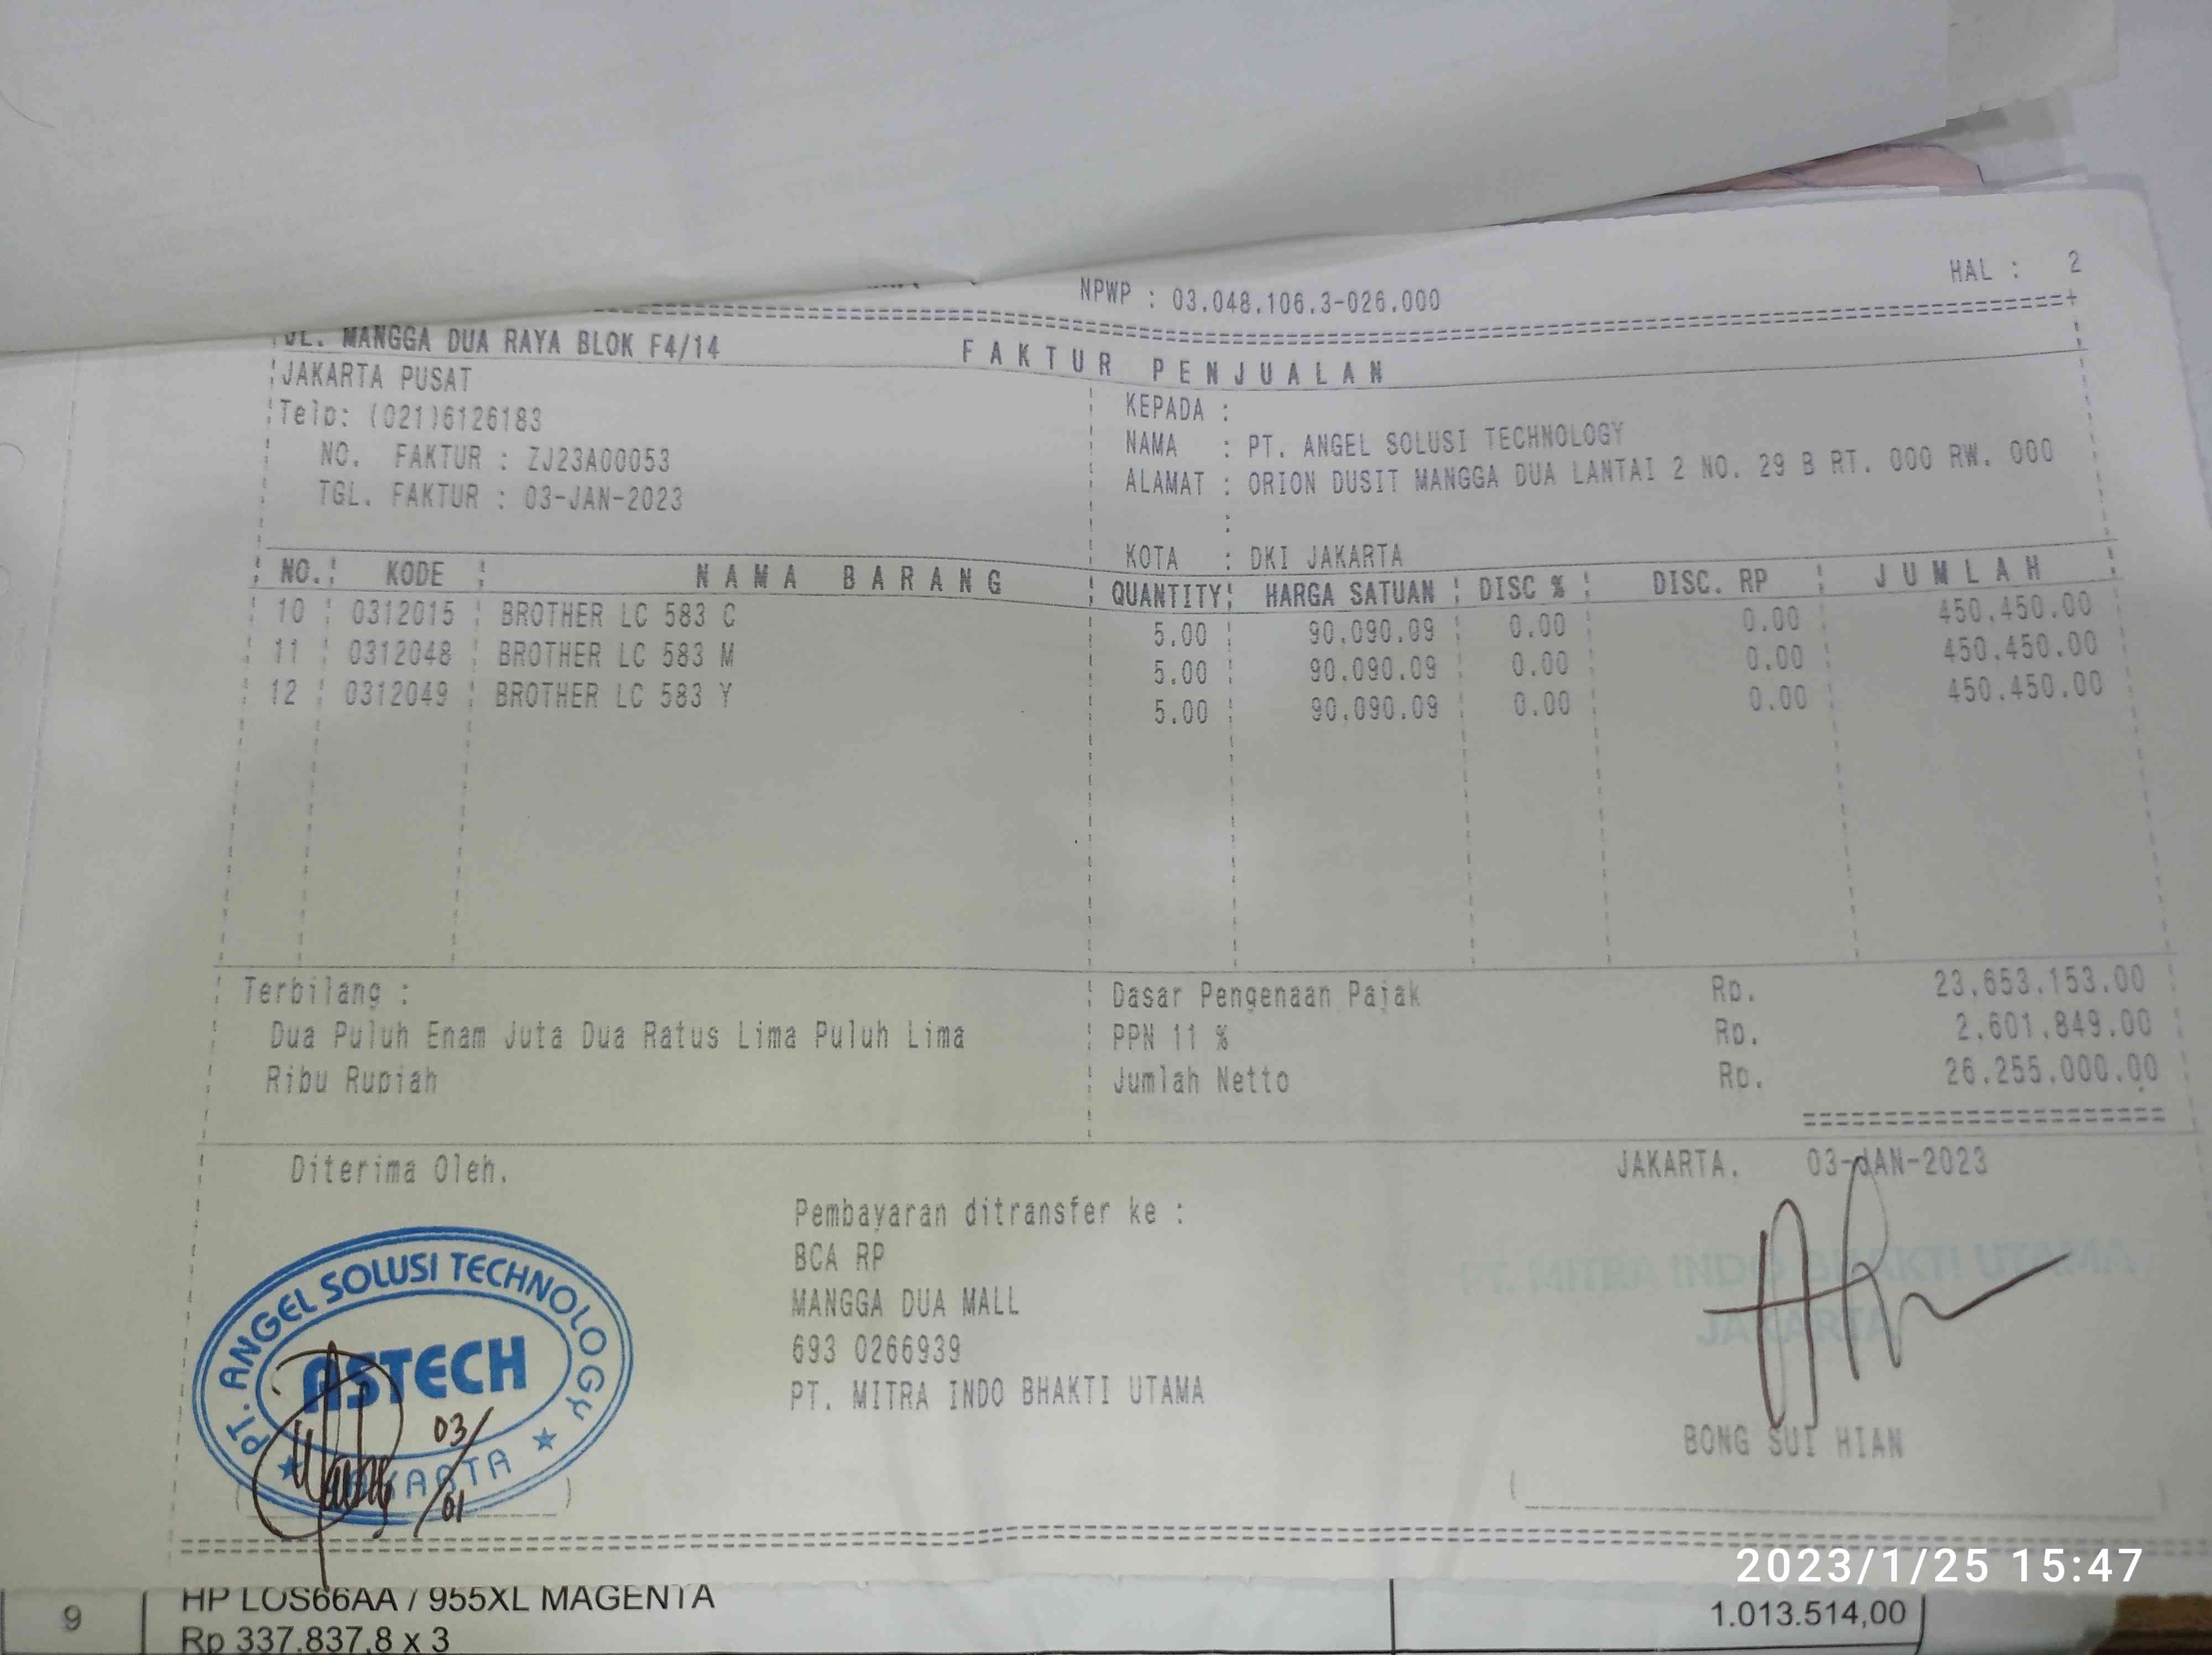 NPWP : 03.048.106.3-026.000
HAL : 2
JL. MANGGA DUA RAYA BLOK F4/14
FAKTUR PENJUALAN
JAKARTA PUSAT
Telp: (021)6126183
NO. FAKTUR : ZJ23A00053
TGL. FAKTUR : 03-JAN-2023
KEPADA :
NAMA : PT. ANGEL SOLUSI TECHNOLOGY
ALAMAT : ORION DUSIT MANGGA DUA LANTAI 2 NO. 29 B RT. 000 RW. 000
:
KOTA : DKI JAKARTA
NO. KODE NAMA BARANG QUANTITY HARGA SATUAN DISC % DISC. RP JUMLAH
10 0312015 BROTHER LC 583 C 5.00 90.090.09 0.00 0.00 450.450.00
11 0312048 BROTHER LC 583 M 5.00 90.090.09 0.00 0.00 450.450.00
12 0312049 BROTHER LC 583 Y 5.00 90.090.09 0.00 0.00 450.450.00
Terbilang :
Dua Puluh Enam Juta Dua Ratus Lima Puluh Lima
Ribu Rupiah
Dasar Pengenaan Pajak Rp. 23.653.153.00
PPN 11 % Rp. 2.601.849.00
Jumlah Netto Rp. 26.255.000.00
Diterima Oleh.
JAKARTA. 03-JAN-2023
Pembayaran ditransfer ke :
BCA RP
MANGGA DUA MALL
693 0266939
PT. MITRA INDO BHAKTI UTAMA
PT. ANGEL SOLUSI TECHNOLOGY
ASTECH
JAKARTA
03/01
PT. MITRA INDO BHAKTI UTAMA
JAKARTA
BONG SUI HIAN
2023/1/25 15:47
9 HP LOS66AA / 955XL MAGENTA 1.013.514,00
Rp 337.837,8 x 3